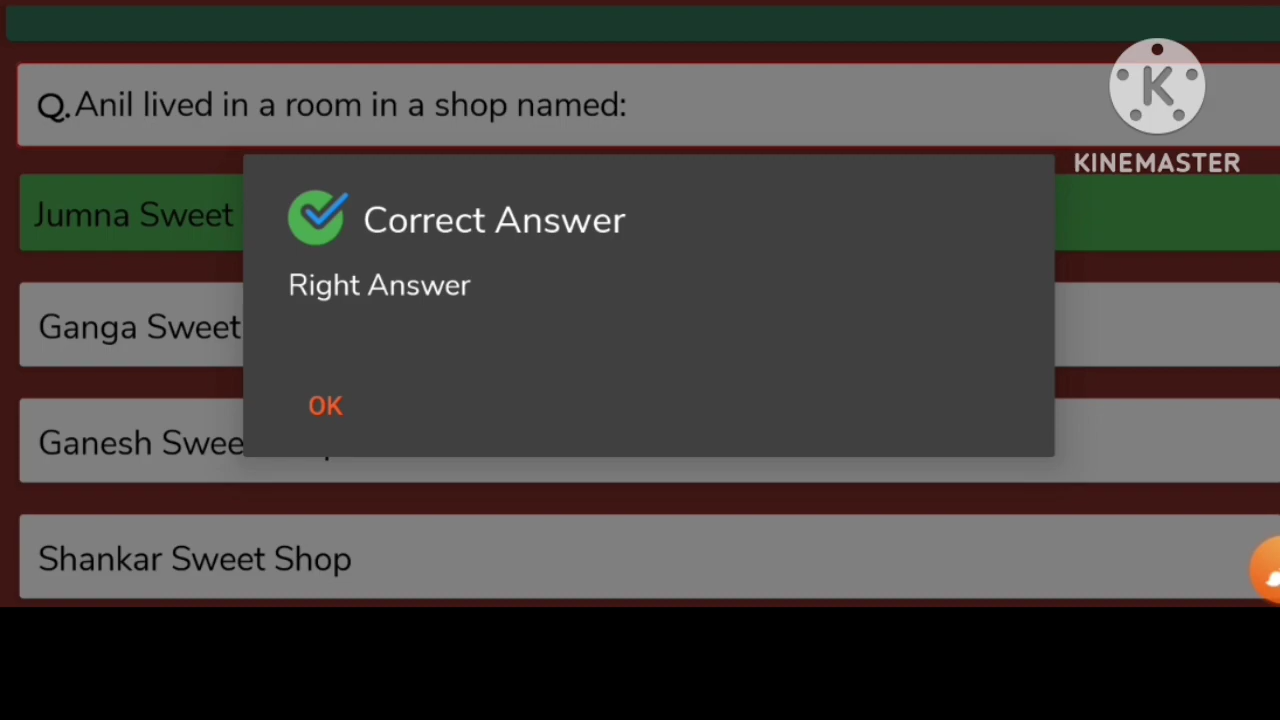 Q. Anil lived in a room in a shop named:
K
KINEMASTER
Jumna Sweet
Correct Answer
Right Answer
Ganga Sweet
OK
Ganesh
Shankar Sweet Shop